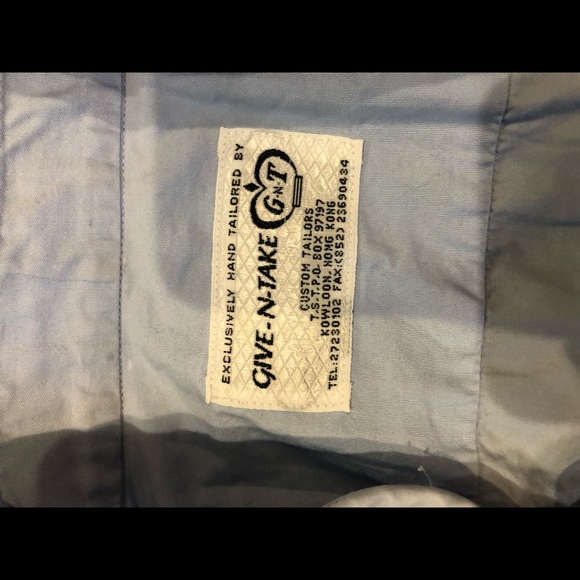 EXCLUSIVELY HAND TAILORED BY
GIVE-N-TAKE G-N-T
CUSTOM TAILORS
T.S.T.P.O. BOX 97197
KOWLOON, HONG KONG
TEL:27230102 FAX:(852) 23690434